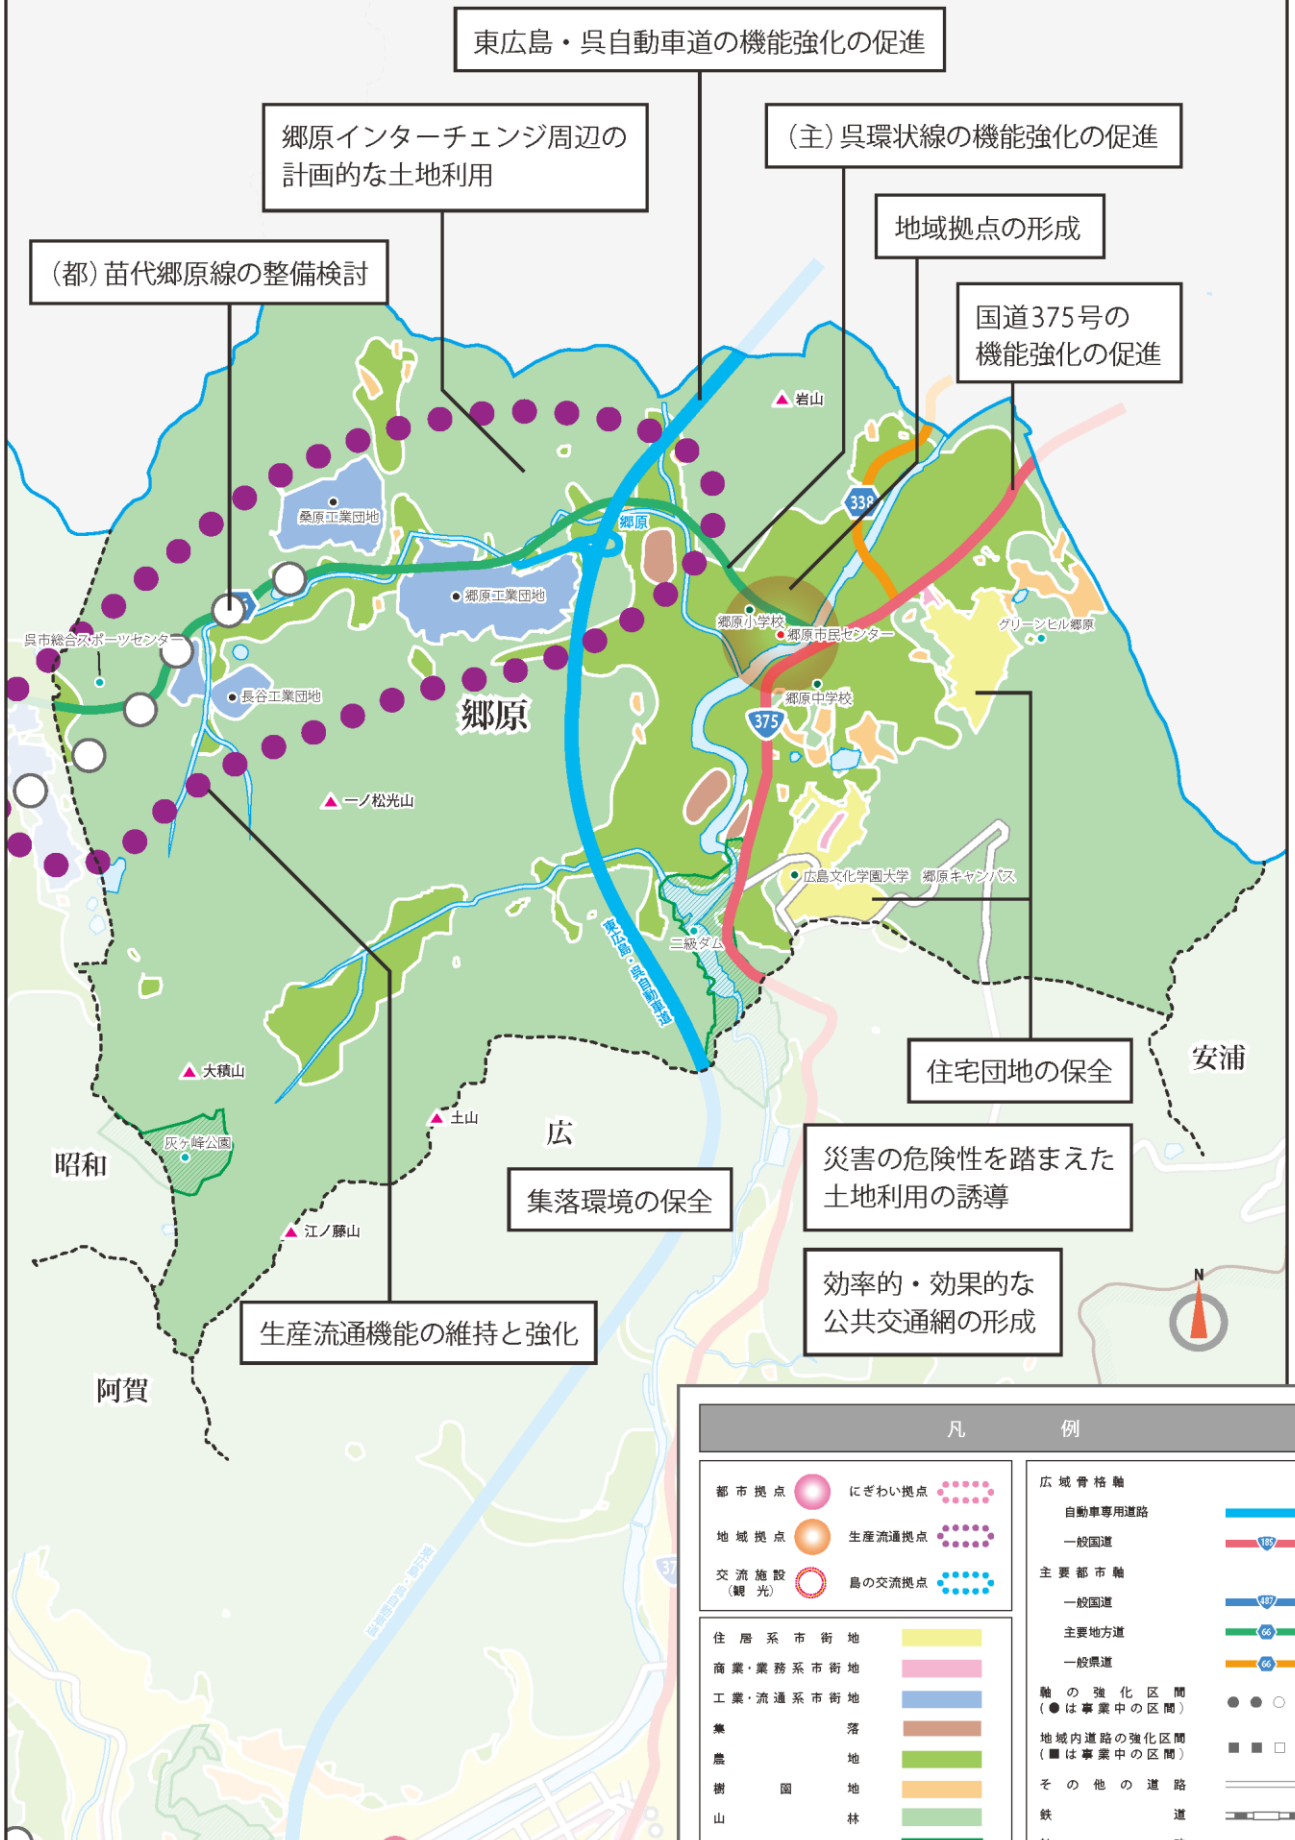 東広島・呉自動車道の機能強化の促進
郷原インターチェンジ周辺の
計画的な土地利用
(主)呉環状線の機能強化の促進
地域拠点の形成
(都)苗代郷原線の整備検討
国道375号の
機能強化の促進
岩山
338
桑原工業団地
郷原
郷原工業団地
呉市総合スポーツセンター
郷原小学校
郷原市民センター
グリーンヒル郷原
長谷工業団地
郷原中学校
郷原
375
一ノ松光山
広島文化学園大学 郷原キャンパス
二級ダム
東広島・呉自動車道
大積山
住宅団地の保全
安浦
土山
広
灰ヶ峰公園
昭和
災害の危険性を踏まえた
土地利用の誘導
集落環境の保全
江ノ藤山
効率的・効果的な
公共交通網の形成
N
生産流通機能の維持と強化
阿賀
東広島・呉自動車道
37
凡例
都市拠点
にぎわい拠点
地域拠点
生産流通拠点
交流施設
(観光)
島の交流拠点
住居系市街地
商業・業務系市街地
工業・流通系市街地
集落
農地
樹園地
山林
広域骨格軸
自動車専用道路
一般国道
185
主要都市軸
一般国道
487
主要地方道
66
一般県道
66
軸の強化区間
(●は事業中の区間)
地域内道路の強化区間
(■は事業中の区間)
その他の道路
鉄道